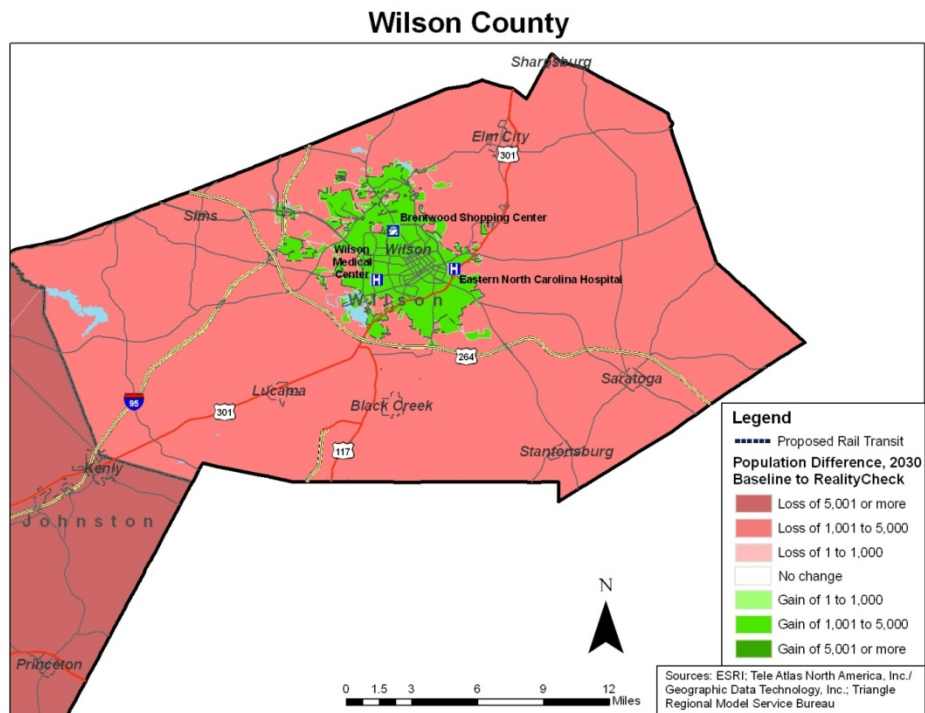 Wilson County
Sharpsburg
Elm City
301
Sims
Brentwood Shopping Center
Wilson
Wilson
Medical
Center
H
H
Eastern North Carolina Hospital
Wilson
264
Saratoga
95
Lucama
301
Black Creek
117
Stantonsburg
Kenly
Johnston
Princeton
Legend
Proposed Rail Transit
Population Difference, 2030
Baseline to RealityCheck
Loss of 5,001 or more
Loss of 1,001 to 5,000
Loss of 1 to 1,000
No change
Gain of 1 to 1,000
Gain of 1,001 to 5,000
Gain of 5,001 or more
N
0 1.5 3 6 9 12
Miles
Sources: ESRI; Tele Atlas North America, Inc./
Geographic Data Technology, Inc.; Triangle
Regional Model Service Bureau